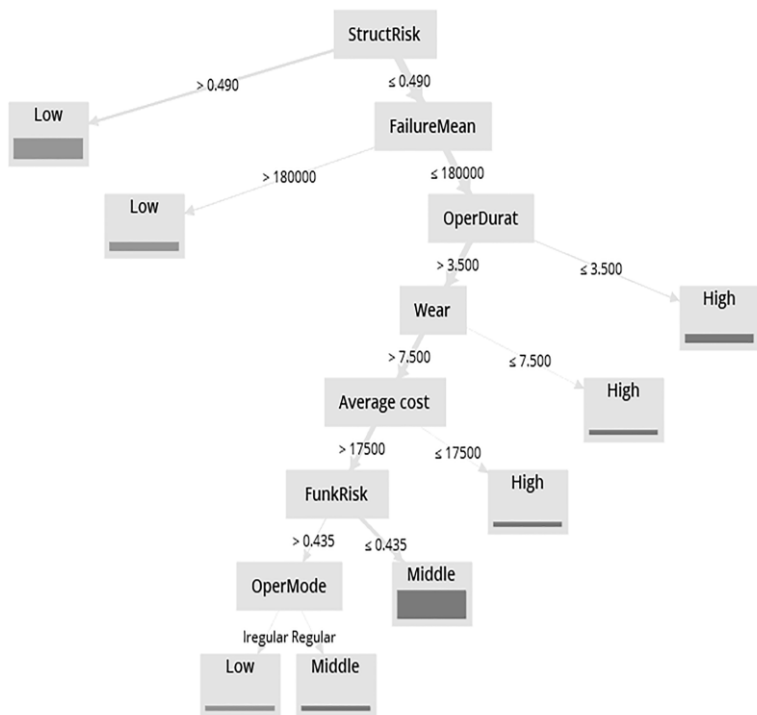 StructRisk
> 0.490
≤ 0.490
Low
FailureMean
> 180000
≤ 180000
Low
OperDurat
> 3.500
≤ 3.500
Wear
High
> 7.500
≤ 7.500
Average cost
High
> 17500
≤ 17500
FunkRisk
High
> 0.435
≤ 0.435
OperMode
Middle
Irregular Regular
Low
Middle